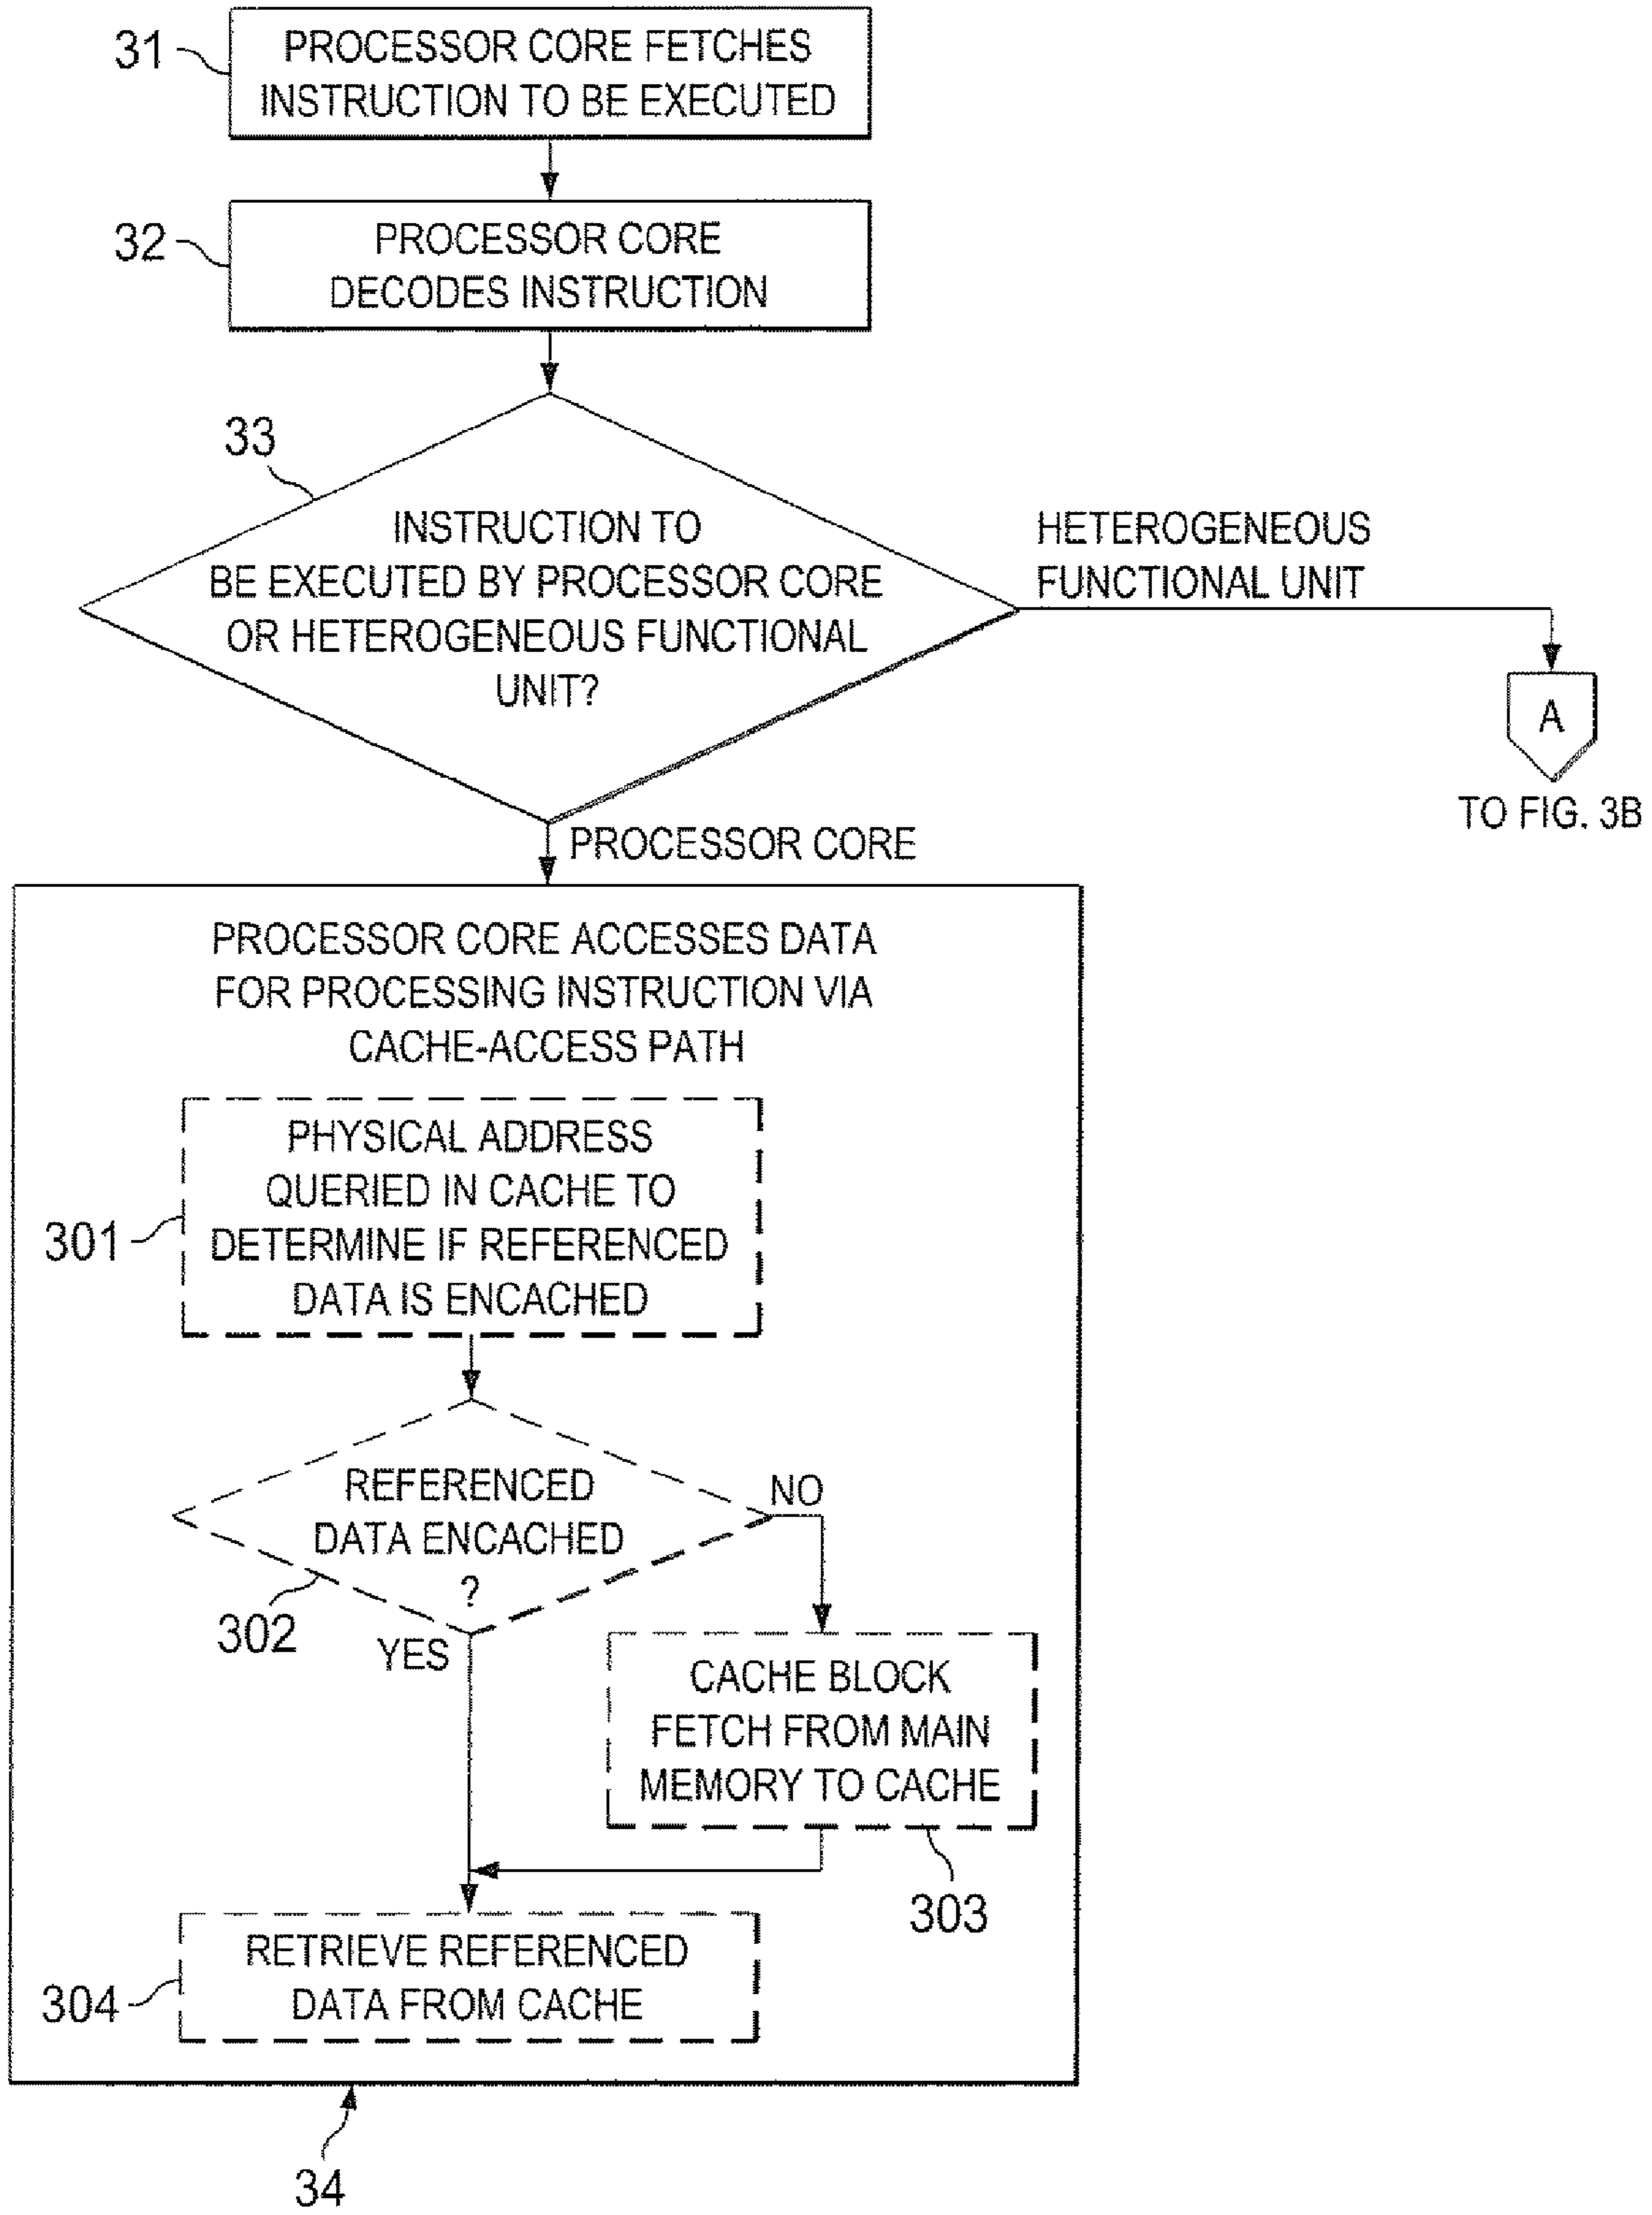 31
PROCESSOR CORE FETCHES
INSTRUCTION TO BE EXECUTED
32
PROCESSOR CORE
DECODES INSTRUCTION
33
INSTRUCTION TO
BE EXECUTED BY PROCESSOR CORE
OR HETEROGENEOUS FUNCTIONAL
UNIT?
HETEROGENEOUS
FUNCTIONAL UNIT
A
TO FIG. 3B
PROCESSOR CORE
PROCESSOR CORE ACCESSES DATA
FOR PROCESSING INSTRUCTION VIA
CACHE-ACCESS PATH
301
PHYSICAL ADDRESS
QUERIED IN CACHE TO
DETERMINE IF REFERENCED
DATA IS ENCACHED
REFERENCED
DATA ENCACHED
?
302
NO
YES
CACHE BLOCK
FETCH FROM MAIN
MEMORY TO CACHE
303
304
RETRIEVE REFERENCED
DATA FROM CACHE
34